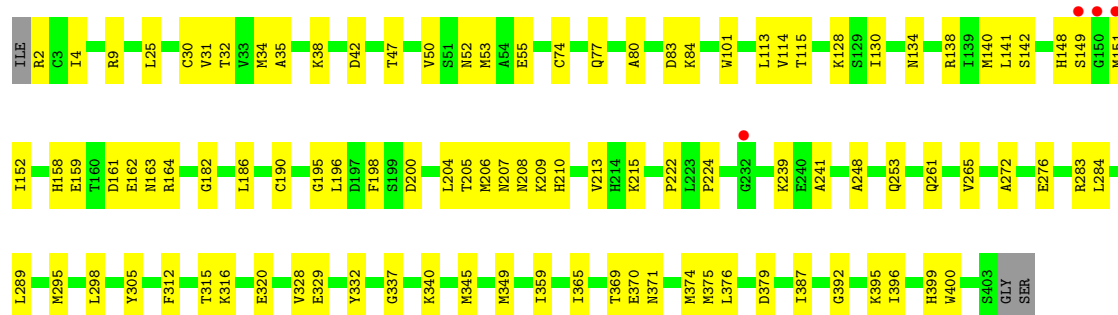 ILE R2 C3 I4 R9 L25 C30 V31 T32 V33 M34 A35 K38 D42 T47 V50 S51 N52 M53 A54 E55 C74 Q77 A80 D83 K84 W101 L113 V114 T115 K128 S129 I130 N134 R138 I139 M140 L141 S142 H148 S149 G150 M151
I152 H158 E159 T160 D161 E162 N163 R164 G182 L186 C190 G195 L196 D197 F198 S199 D200 L204 T205 M206 N207 N208 K209 H210 V213 H214 K215 P222 L223 P224 G232 K239 E240 A241 A248 Q253 Q261 V265 A272 E276 R283 L284
L289 M295 L298 Y305 F312 T315 K316 E320 V328 E329 Y332 G337 K340 M345 M349 I359 I365 T369 E370 N371 M374 M375 L376 D379 I387 G392 K395 I396 H399 W400 S403 GLY SER